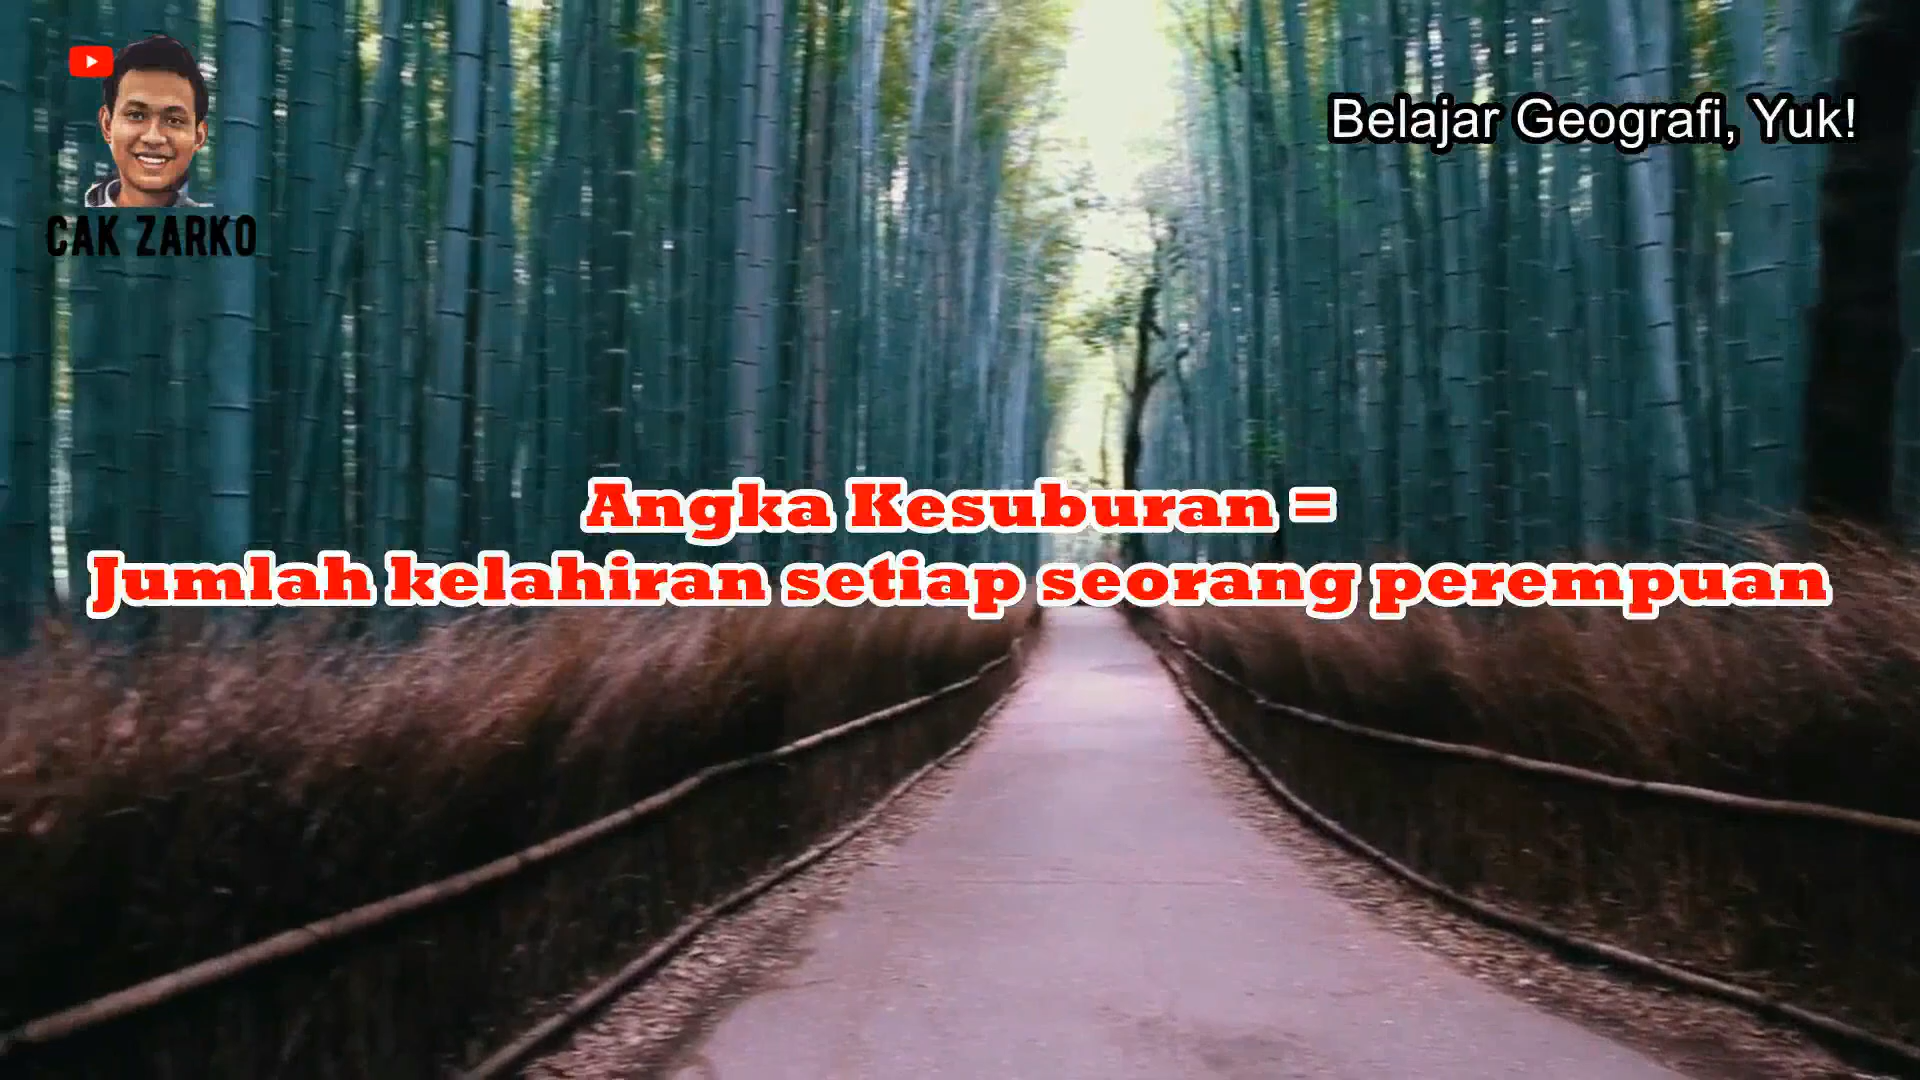 CAK ZARKO
Belajar Geografi, Yuk!
Angka Kesuburan =
Jumlah kelahiran setiap seorang perempuan